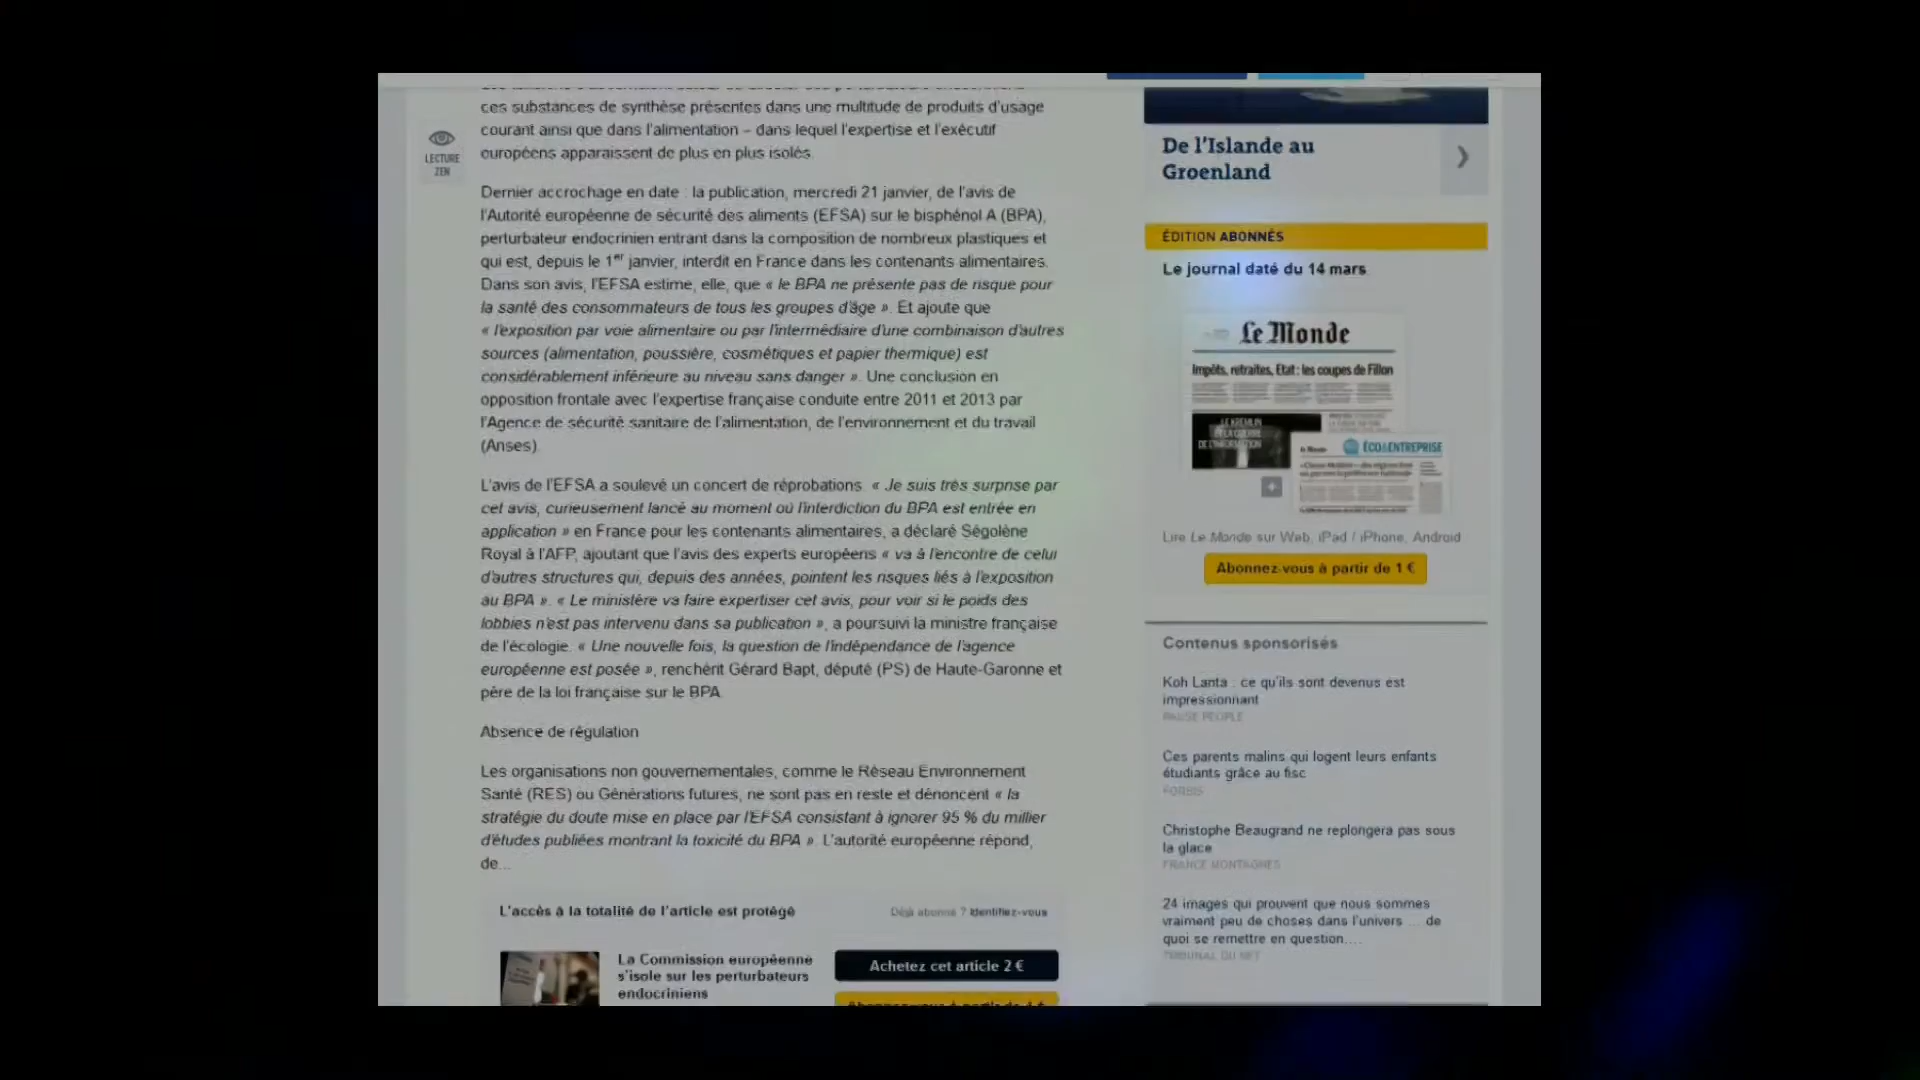 ces substances de synthèse présentes dans une multitude de produits d'usage
courant ainsi que dans l'alimentation – dans lequel l'expertise et l'exécutif
européens apparaissent de plus en plus isolés.
Dernier accrochage en date : la publication, mercredi 21 janvier, de l'avis de
l'Autorité européenne de sécurité des aliments (EFSA) sur le bisphénol A (BPA),
perturbateur endocrinien entrant dans la composition de nombreux plastiques et
qui est, depuis le 1er janvier, interdit en France dans les contenants alimentaires.
Dans son avis, l'EFSA estime, elle, que « le BPA ne présente pas de risque pour
la santé des consommateurs de tous les groupes d'âge ». Et ajoute que
« l'exposition par voie alimentaire ou par l'intermédiaire d'une combinaison d'autres
sources (alimentation, poussière, cosmétiques et papier thermique) est
considérablement inférieure au niveau sans danger ». Une conclusion en
opposition frontale avec l'expertise française conduite entre 2011 et 2013 par
l'Agence de sécurité sanitaire de l'alimentation, de l'environnement et du travail
(Anses).
L'avis de l'EFSA a soulevé un concert de réprobations. « Je suis très surprise par
cet avis, curieusement lancé au moment où l'interdiction du BPA est entrée en
application » en France pour les contenants alimentaires, a déclaré Ségolène
Royal à l'AFP, ajoutant que l'avis des experts européens « va à l'encontre de celui
d'autres structures qui, depuis des années, pointent les risques liés à l'exposition
au BPA ». « Le ministère va faire expertiser cet avis, pour voir si le poids des
lobbies n'est pas intervenu dans sa publication », a poursuivi la ministre française
de l'écologie. « Une nouvelle fois, la question de l'indépendance de l'agence
européenne est posée », renchérit Gérard Bapt, député (PS) de Haute-Garonne et
père de la loi française sur le BPA.
Absence de régulation
Les organisations non gouvernementales, comme le Réseau Environnement
Santé (RES) ou Générations futures, ne sont pas en reste et dénoncent « la
stratégie du doute mise en place par l'EFSA consistant à ignorer 95 % du millier
d'études publiées montrant la toxicité du BPA ». L'autorité européenne répond,
de...
L'accès à la totalité de l'article est protégé
Déjà abonné ? Identifiez-vous
La Commission européenne
s'isole sur les perturbateurs
endocriniens
Achetez cet article 2 €
Abonnez-vous à partir de 1 €
LECTURE
ZEN
De l'Islande au
Groenland
ÉDITION ABONNÉS
Le journal daté du 14 mars
Le Monde
Impôts, retraites, Etat : les coupes de Fillon
LE KREMLIN
ET LA GUERRE
DE L'INFORMATION
ÉCO&ENTREPRISE
Lire Le Monde sur Web, iPad / iPhone, Android
Abonnez-vous à partir de 1 €
Contenus sponsorisés
Koh Lanta : ce qu'ils sont devenus est
impressionnant
PAUSE PEOPLE
Ces parents malins qui logent leurs enfants
étudiants grâce au fisc
Christophe Beaugrand ne replongera pas sous
la glace
FRANCE MONTAGNES
24 images qui prouvent que nous sommes
vraiment peu de choses dans l'univers ... de
quoi se remettre en question....
TRIBUNAL DU NET